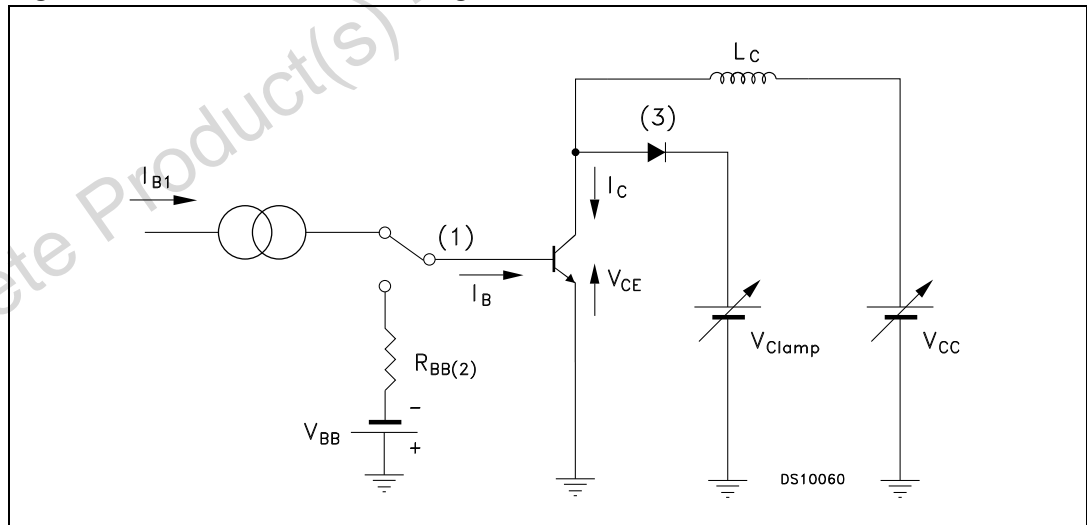 ete Product(s)
L_C
(3)
I_B1
I_C
(1)
I_B
V_CE
V_Clamp
V_CC
R_BB(2)
-
V_BB
+
DS10060